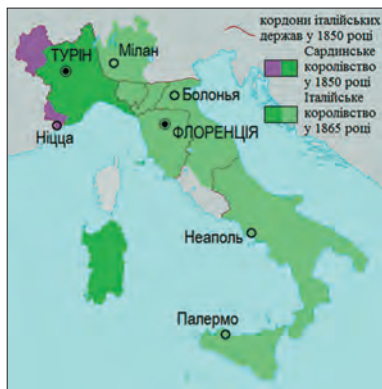 кордони італійських
держав у 1850 році
Сардинське
королівство
в 1850 році
Італійське
королівство
у 1865 році
ТУРІН
Мілан
Болонья
Ніцца
ФЛОРЕНЦІЯ
Неаполь
Палермо